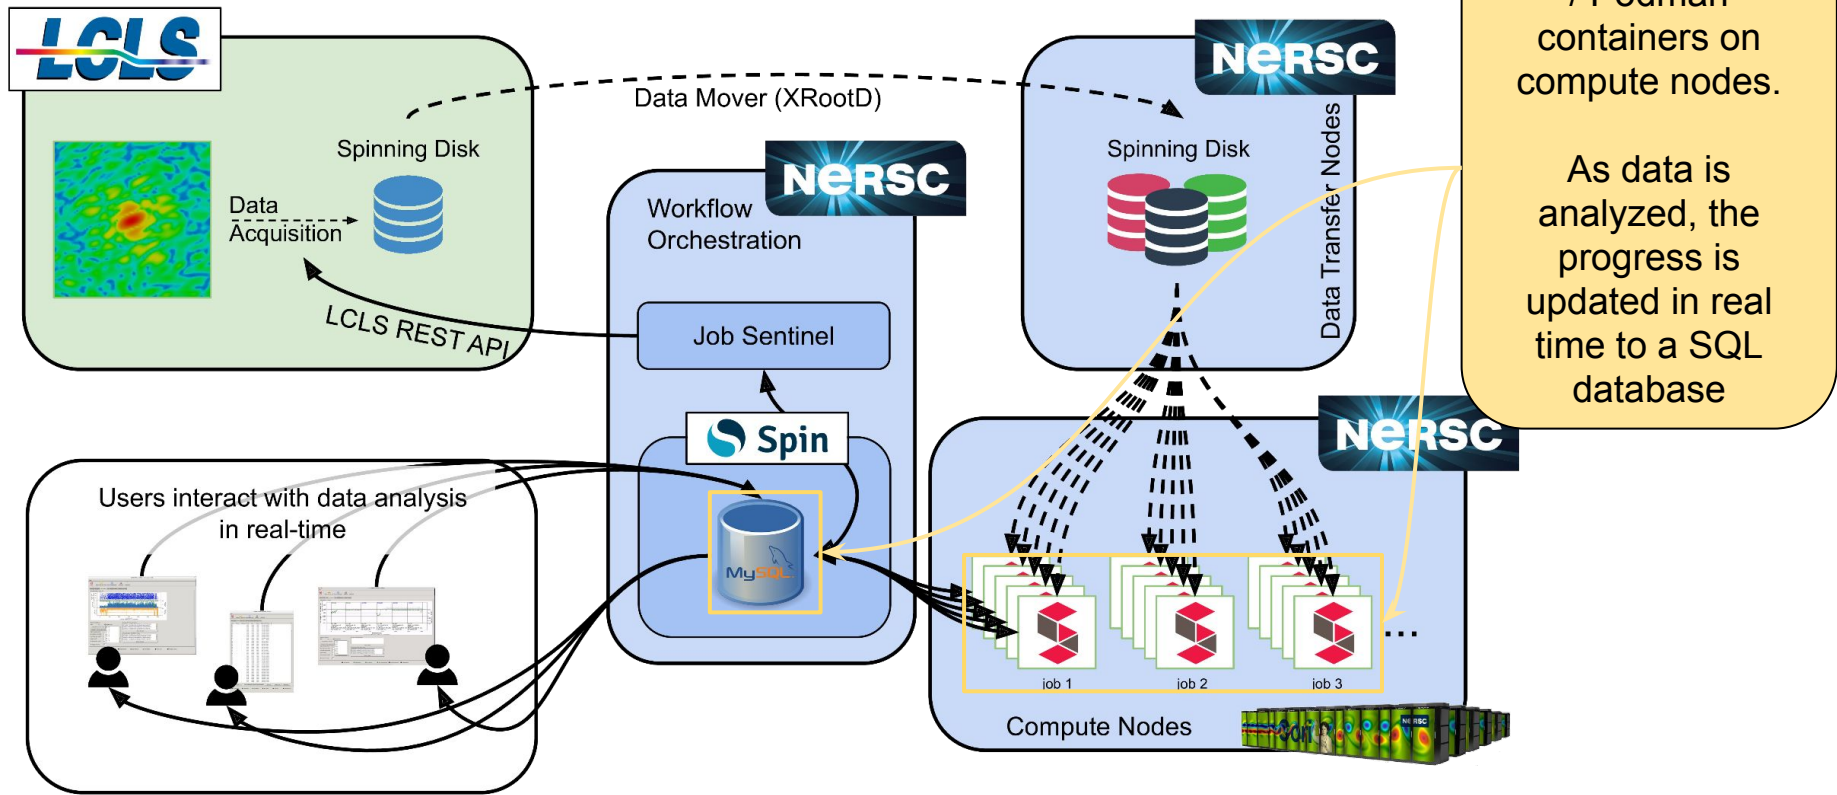 LCLS
NERSC
Data Mover (XRootD)
Spinning Disk
Data
Acquisition
LCLS REST API
NERSC
Workflow
Orchestration
Job Sentinel
Spin
MySQL
Spinning Disk
Data Transfer Nodes
containers on
compute nodes.
As data is
analyzed, the
progress is
updated in real
time to a SQL
database
NERSC
Users interact with data analysis
in real-time
job 1
job 2
job 3
...
Compute Nodes
NERSC
cori